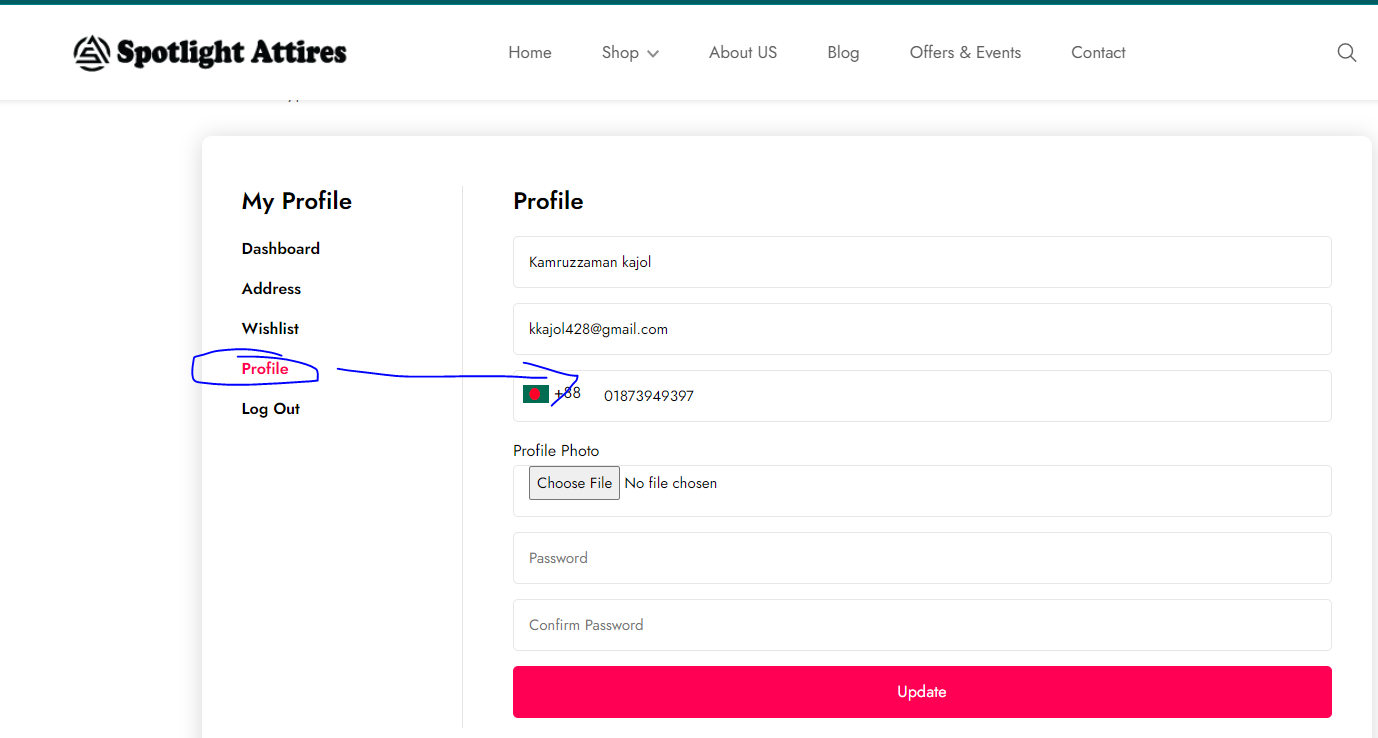 Spotlight Attires
Home Shop About US Blog Offers & Events Contact
My Profile
Dashboard
Address
Wishlist
Profile
Log Out
Profile
Kamruzzaman kajol
kkajol428@gmail.com
+88 01873949397
Profile Photo
Choose File No file chosen
Password
Confirm Password
Update